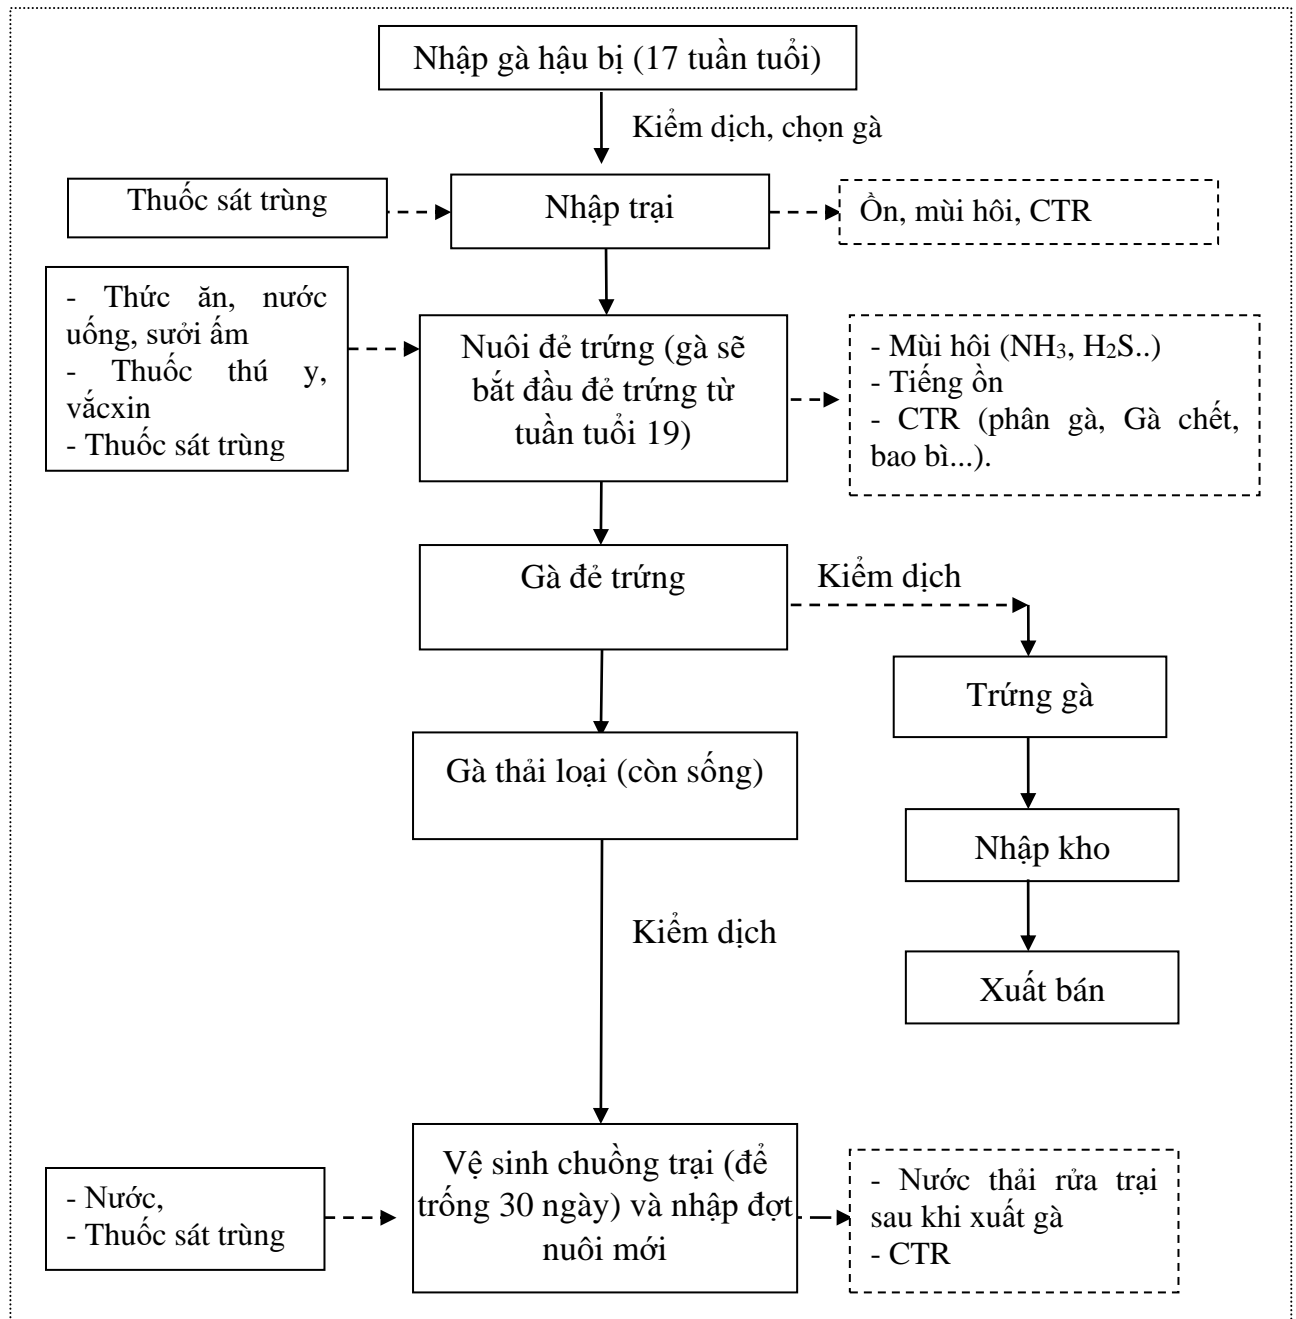 Nhập gà hậu bị (17 tuần tuổi)
Kiểm dịch, chọn gà
Thuốc sát trùng
Nhập trại
Ồn, mùi hôi, CTR
- Thức ăn, nước
uống, sưởi ấm
- Thuốc thú y,
vắcxin
- Thuốc sát trùng
Nuôi đẻ trứng (gà sẽ
bắt đầu đẻ trứng từ
tuần tuổi 19)
- Mùi hôi (NH₃, H₂S..)
- Tiếng ồn
- CTR (phân gà, Gà chết,
bao bì...).
Gà đẻ trứng
Kiểm dịch
Trứng gà
Gà thải loại (còn sống)
Nhập kho
Kiểm dịch
Xuất bán
- Nước,
- Thuốc sát trùng
Vệ sinh chuồng trại (để
trống 30 ngày) và nhập đợt
nuôi mới
- Nước thải rửa trại
sau khi xuất gà
- CTR